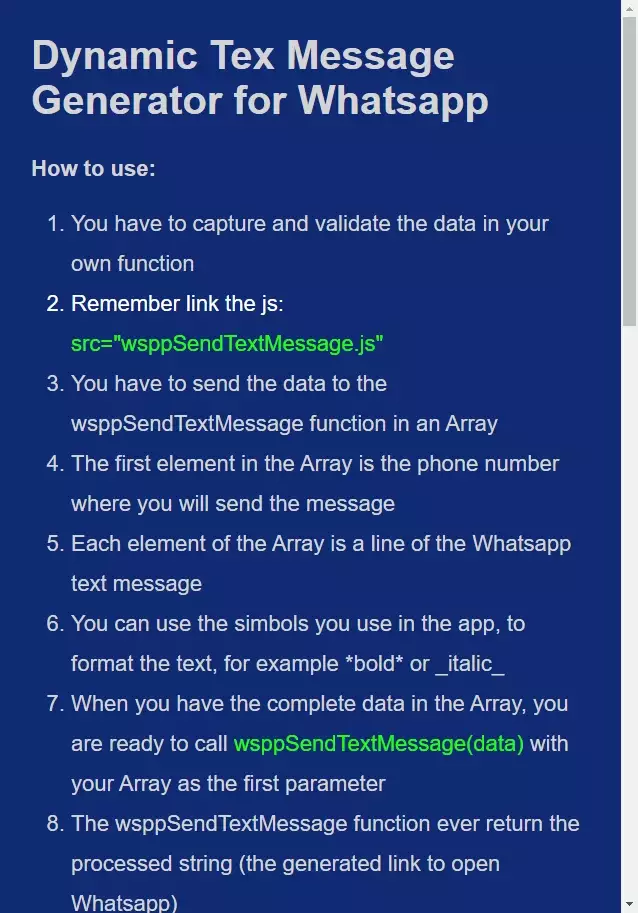 Dynamic Tex Message
Generator for Whatsapp
How to use:
1. You have to capture and validate the data in your
own function
2. Remember link the js:
src="wsppSendTextMessage.js"
3. You have to send the data to the
wsppSendTextMessage function in an Array
4. The first element in the Array is the phone number
where you will send the message
5. Each element of the Array is a line of the Whatsapp
text message
6. You can use the simbols you use in the app, to
format the text, for example *bold* or _italic_
7. When you have the complete data in the Array, you
are ready to call wsppSendTextMessage(data) with
your Array as the first parameter
8. The wsppSendTextMessage function ever return the
processed string (the generated link to open
Whatsapp)